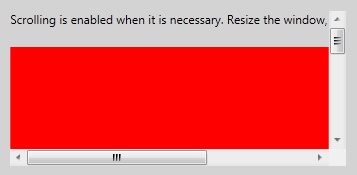 Scrolling is enabled when it is necessary. Resize the window,